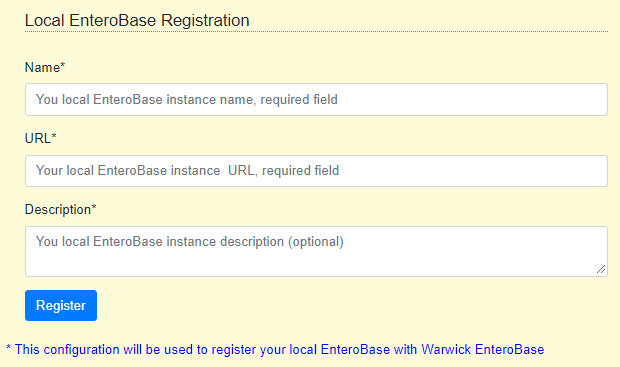 Local EnteroBase Registration
Name*
You local EnteroBase instance name, required field
URL*
Your local EnteroBase instance  URL, required field
Description*
You local EnteroBase instance description (optional)
Register
* This configuration will be used to register your local EnteroBase with Warwick EnteroBase